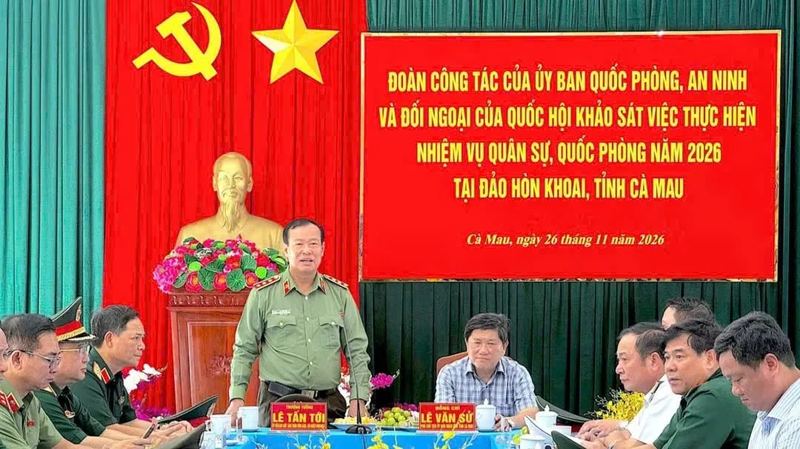 ĐOÀN CÔNG TÁC CỦA ỦY BAN QUỐC PHÒNG, AN NINH
VÀ ĐỐI NGOẠI CỦA QUỐC HỘI KHẢO SÁT VIỆC THỰC HIỆN
NHIỆM VỤ QUÂN SỰ, QUỐC PHÒNG NĂM 2026
TẠI ĐẢO HÒN KHOAI, TỈNH CÀ MAU
Cà Mau, ngày 26 tháng 11 năm 2026
THƯỢNG TƯỚNG
LÊ TẤN TỚI
ĐỒNG CHÍ
LÊ VĂN SỬ